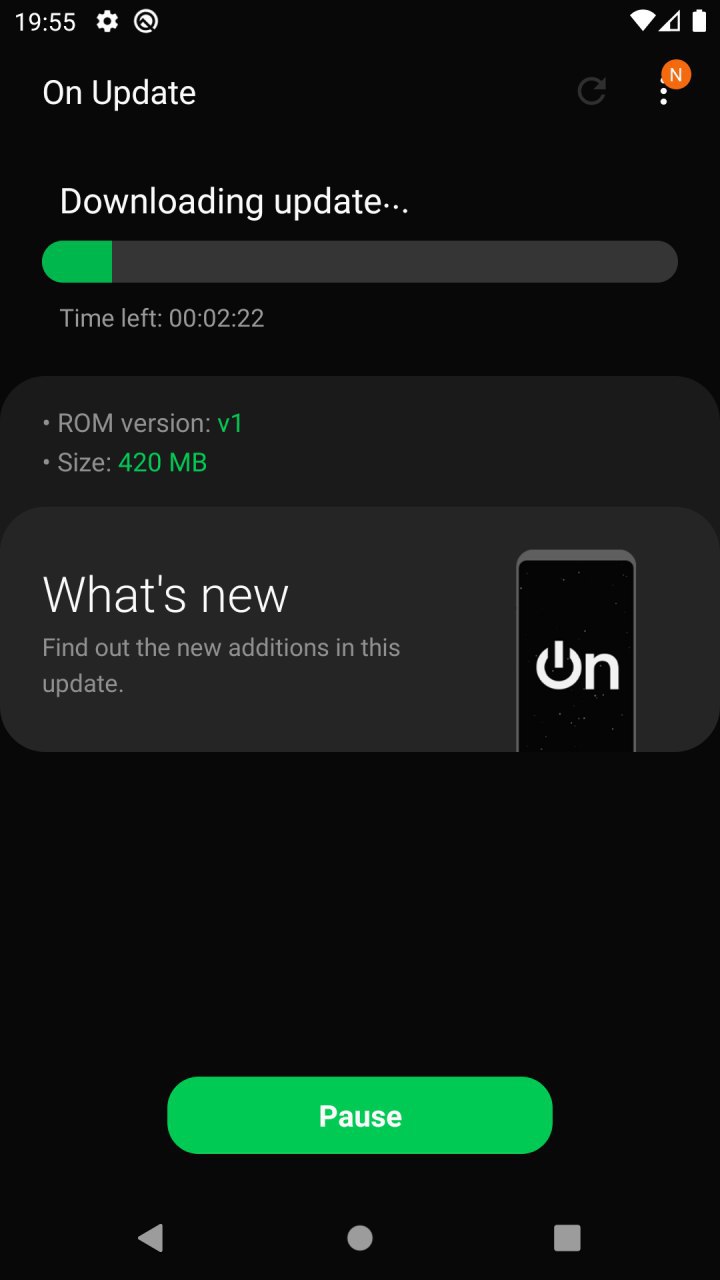 19:55
On Update
N
Downloading update...
Time left: 00:02:22
• ROM version: v1
• Size: 420 MB
What's new
Find out the new additions in this
update.
On
Pause